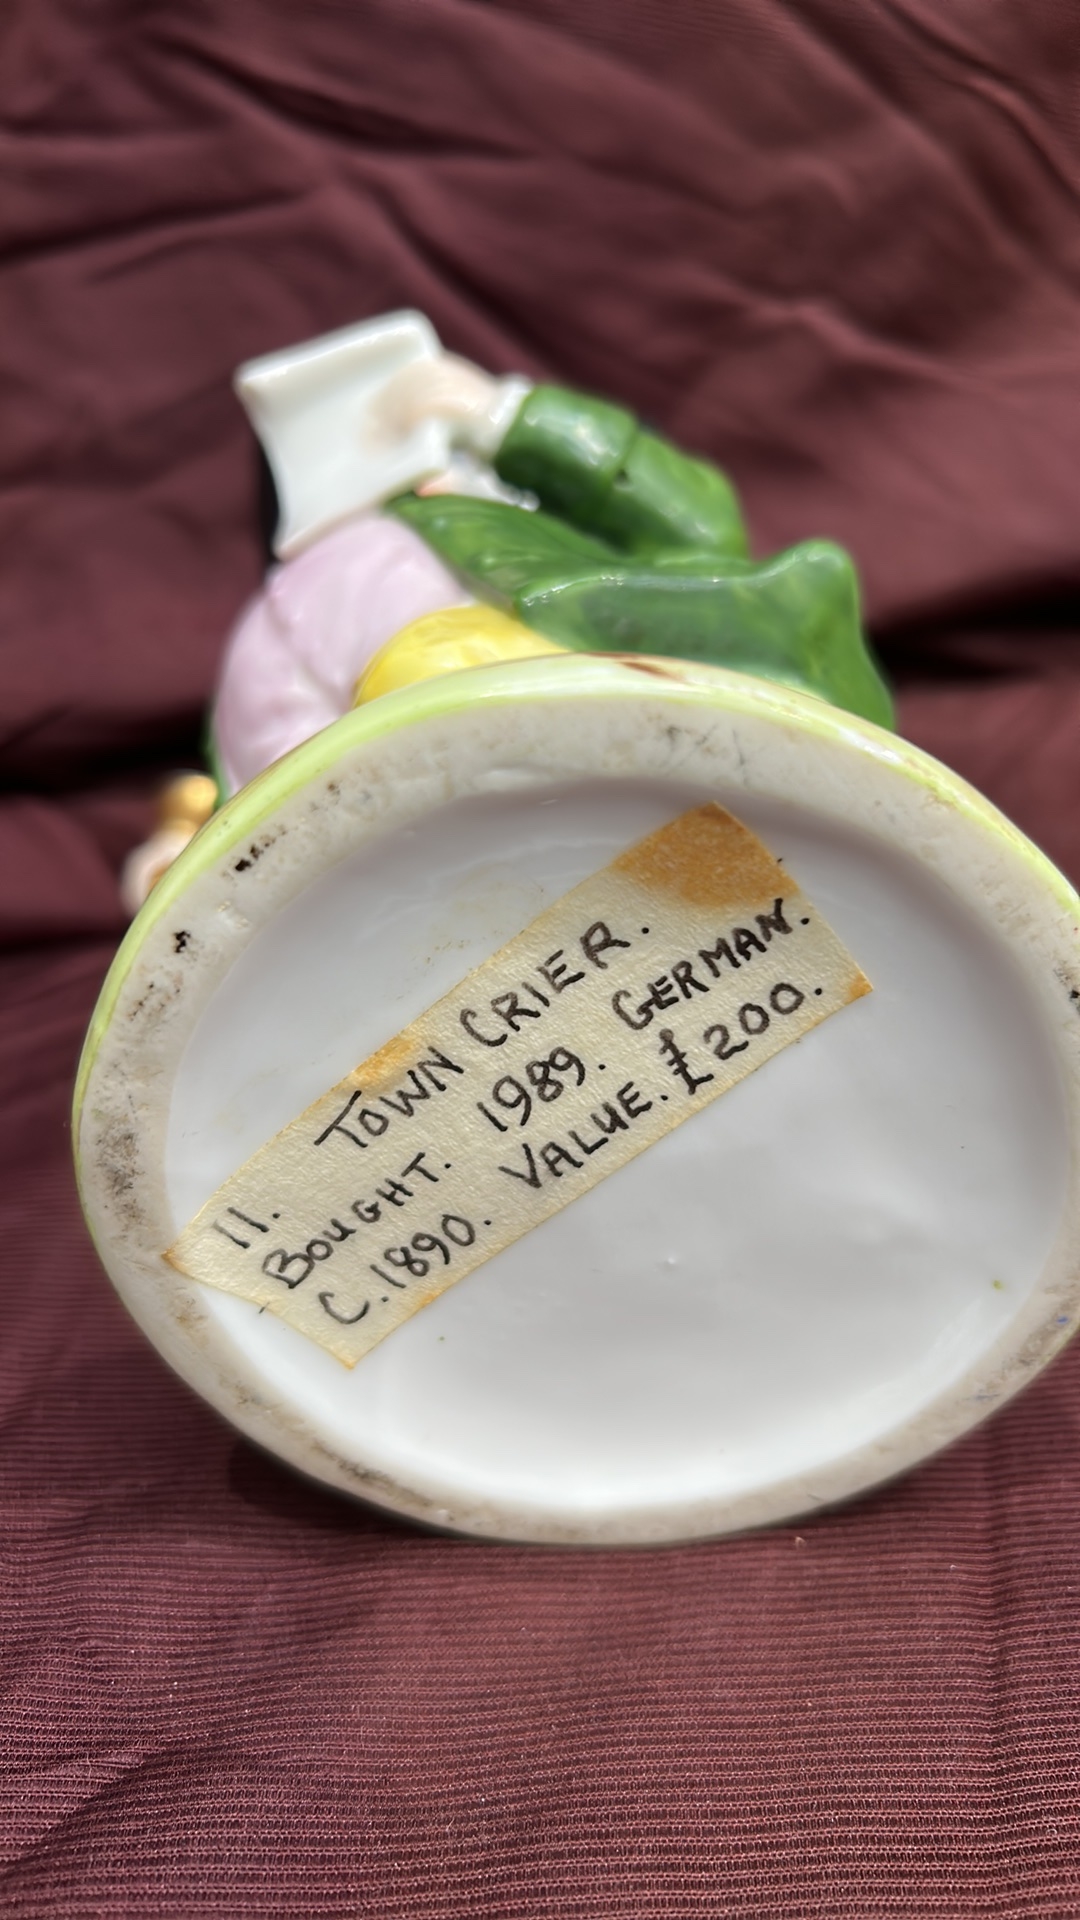 11. TOWN CRIER.
BOUGHT. 1989. GERMAN.
C.1890. VALUE. £200.